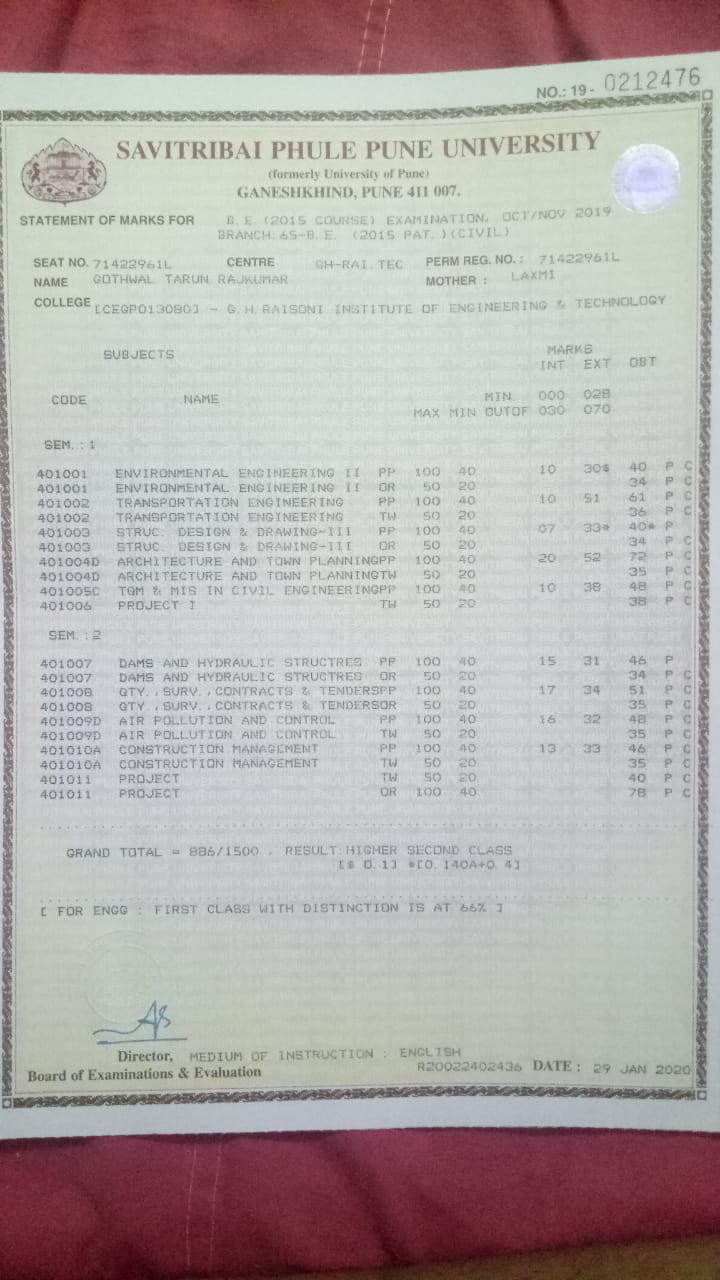 NO.: 19 - 0212476
SAVITRIBAI PHULE PUNE UNIVERSITY
(formerly University of Pune)
GANESHKHIND, PUNE 411 007.
STATEMENT OF MARKS FOR B.E.(2015 COURSE) EXAMINATION, OCT/NOV 2019
BRANCH:65-B.E. (2015 PAT.)(CIVIL)
SEAT NO. 71422961L CENTRE GH-RAI.TEC PERM REG. NO.: 71422961L
NAME GOTHWAL TARUN RAJKUMAR MOTHER : LAXMI
COLLEGE [CEGP013080] - G.H.RAISONI INSTITUTE OF ENGINEERING & TECHNOLOGY
SUBJECTS MARKS
INT EXT OBT
CODE NAME MIN. 000 028
MAX MIN OUTOF 030 070
SEM.:1
401001 ENVIRONMENTAL ENGINEERING II PP 100 40 10 30$ 40 P C
401001 ENVIRONMENTAL ENGINEERING II OR 50 20 34 P C
401002 TRANSPORTATION ENGINEERING PP 100 40 10 51 61 P C
401002 TRANSPORTATION ENGINEERING TW 50 20 36 P C
401003 STRUC. DESIGN & DRAWING-III PP 100 40 07 33* 40* P
401003 STRUC. DESIGN & DRAWING-III OR 50 20 34 P C
401004D ARCHITECTURE AND TOWN PLANNINGPP 100 40 20 52 72 P C
401004D ARCHITECTURE AND TOWN PLANNINGTW 50 20 35 P C
401005C TQM & MIS IN CIVIL ENGINEERINGPP 100 40 10 38 48 P C
401006 PROJECT I TW 50 20 38 P C
SEM.:2
401007 DAMS AND HYDRAULIC STRUCTRES PP 100 40 15 31 46 P
401007 DAMS AND HYDRAULIC STRUCTRES OR 50 20 34 P C
401008 QTY.,SURV.,CONTRACTS & TENDERSPP 100 40 17 34 51 P C
401008 QTY.,SURV.,CONTRACTS & TENDERSOR 50 20 35 P C
401009D AIR POLLUTION AND CONTROL PP 100 40 16 32 48 P C
401009D AIR POLLUTION AND CONTROL TW 50 20 35 P C
401010A CONSTRUCTION MANAGEMENT PP 100 40 13 33 46 P C
401010A CONSTRUCTION MANAGEMENT TW 50 20 35 P C
401011 PROJECT TW 50 20 40 P C
401011 PROJECT OR 100 40 78 P C
GRAND TOTAL = 886/1500 , RESULT:HIGHER SECOND CLASS
[$ 0.1] *[0.140A+0.4]
[ FOR ENGG : FIRST CLASS WITH DISTINCTION IS AT 66% ]
Director, MEDIUM OF INSTRUCTION : ENGLISH
Board of Examinations & Evaluation R20022402436 DATE : 29 JAN 2020